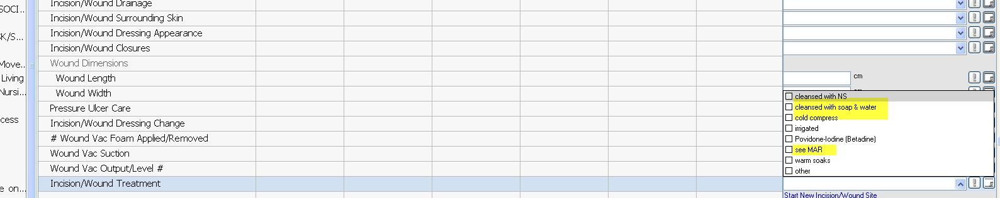 Incision/Wound Drainage
SOCI...
Incision/Wound Surrounding Skin
Incision/Wound Dressing Appearance
SK/S...
Incision/Wound Closures
Wound Dimensions
Move...
Wound Length
cm
Living
Wound Width
Nursi...
cleansed with NS
Pressure Ulcer Care
cleansed with soap & water
cess
cold compress
Incision/Wound Dressing Change
irrigated
# Wound Vac Foam Applied/Removed
Povidone-Iodine (Betadine)
Wound Vac Suction
see MAR
warm soaks
Wound Vac Output/Level #
other
Incision/Wound Treatment
e on...
Start New Incision/Wound Site